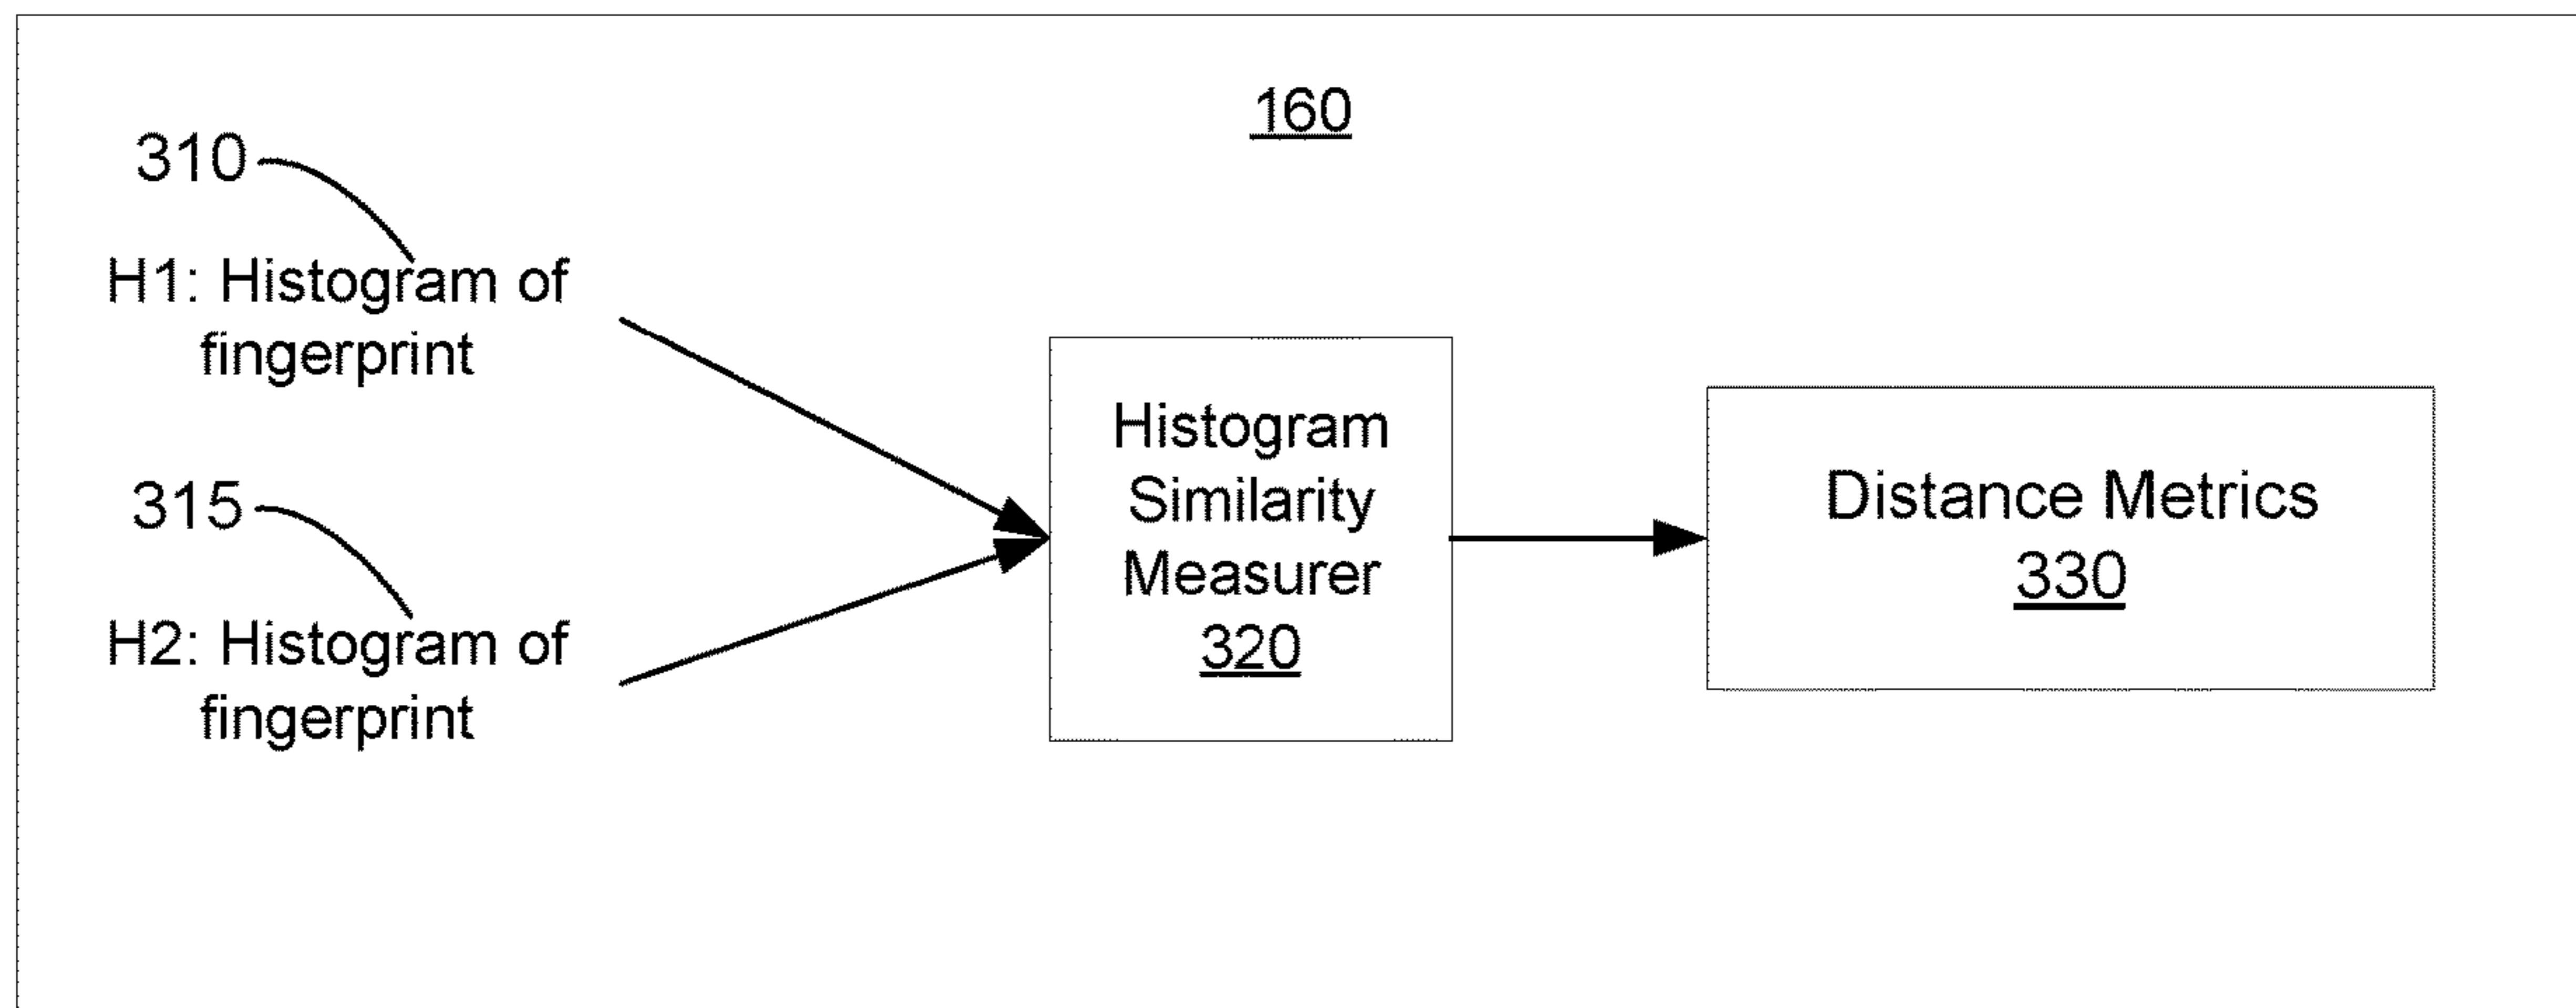 160
310
H1: Histogram of
fingerprint
315
H2: Histogram of
fingerprint
Histogram
Similarity
Measurer
320
Distance Metrics
330